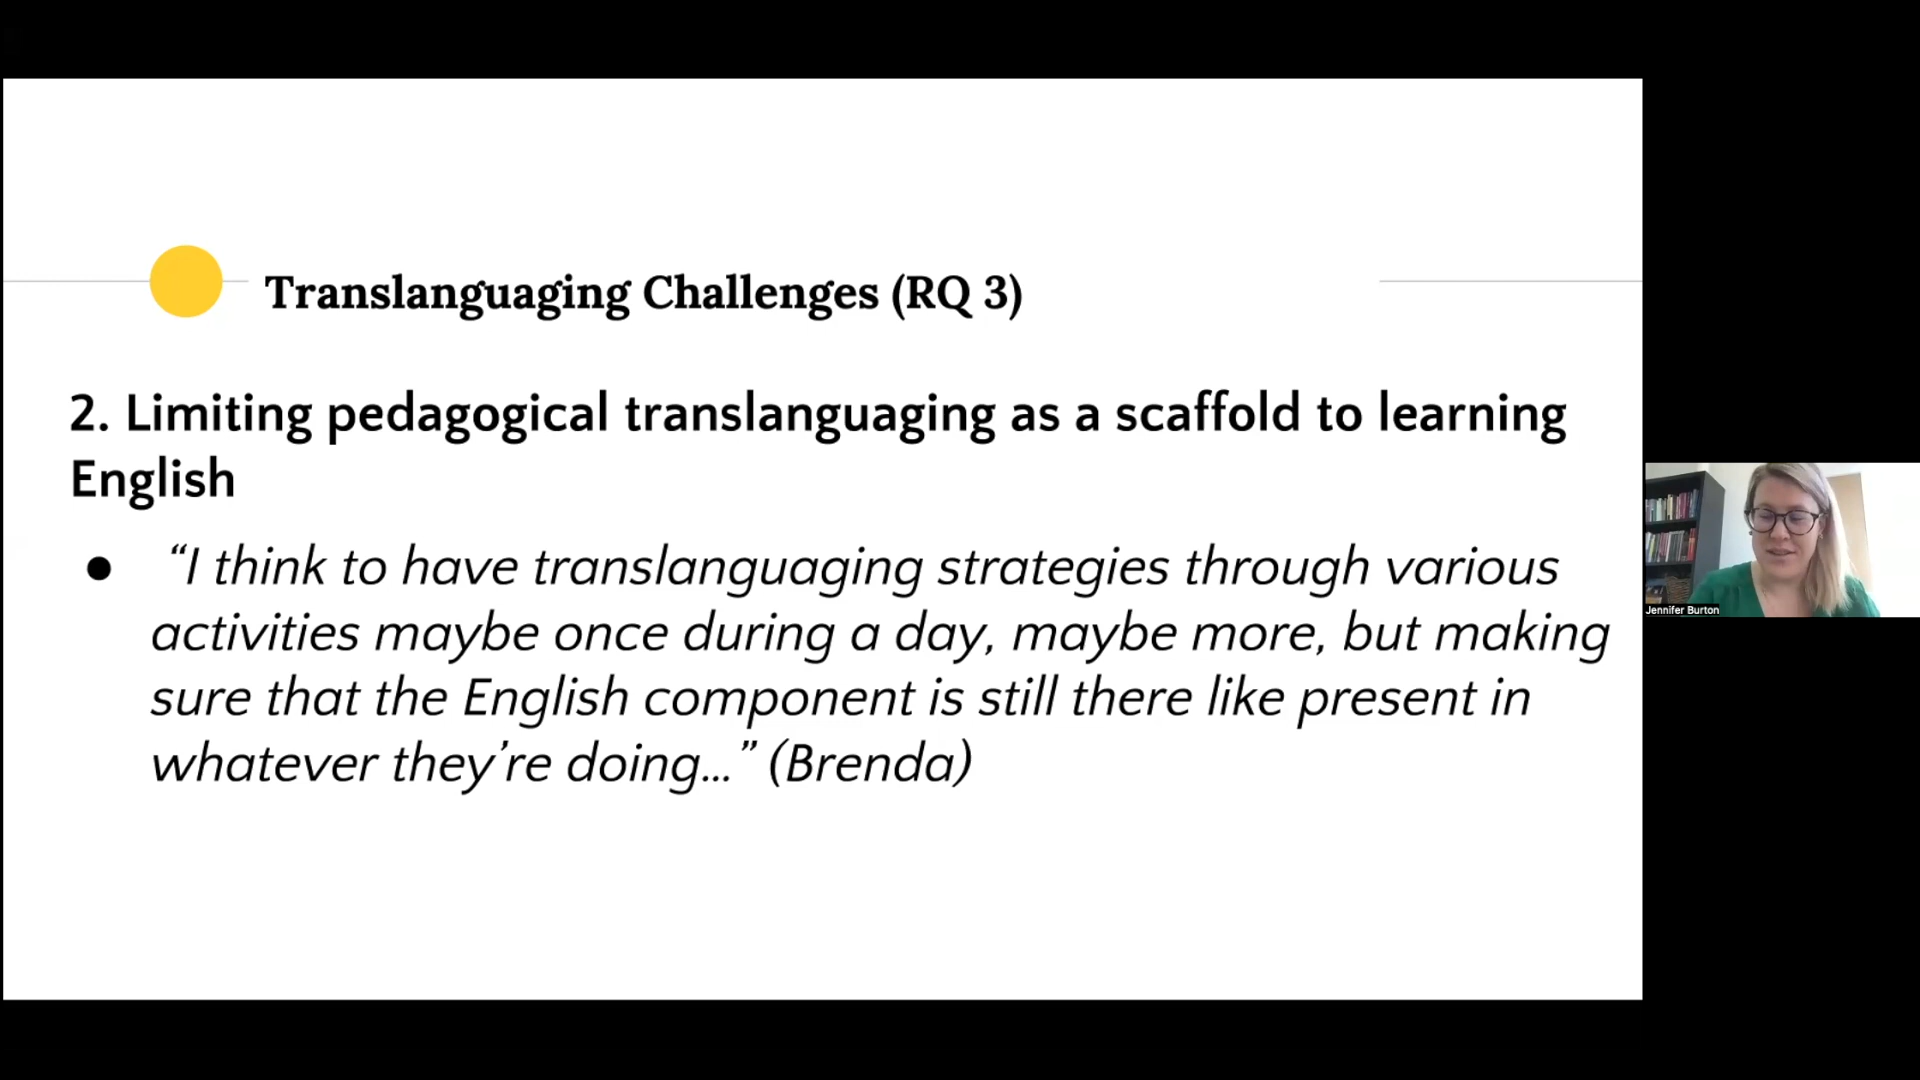 Translanguaging Challenges (RQ 3)
2. Limiting pedagogical translanguaging as a scaffold to learning
English
● “I think to have translanguaging strategies through various
activities maybe once during a day, maybe more, but making
sure that the English component is still there like present in
whatever they’re doing…” (Brenda)
Jennifer Burton